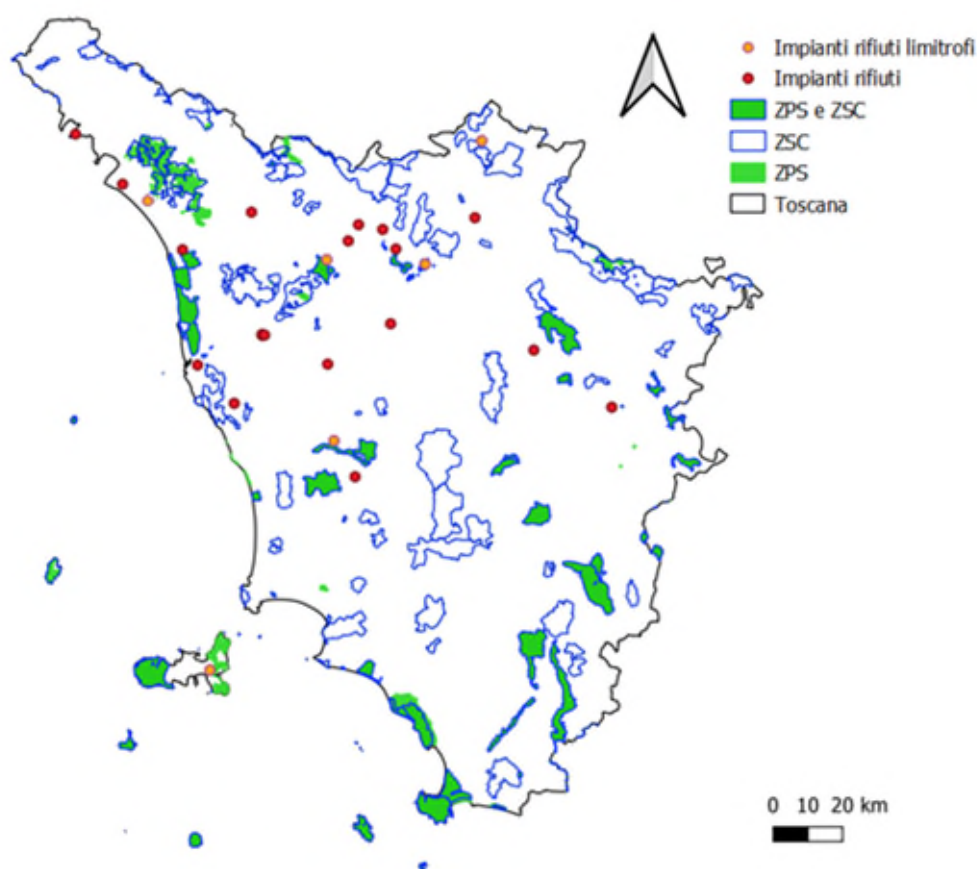 Impianti rifiuti limitrofi
Impianti rifiuti
ZPS e ZSC
ZSC
ZPS
Toscana
0 10 20 km